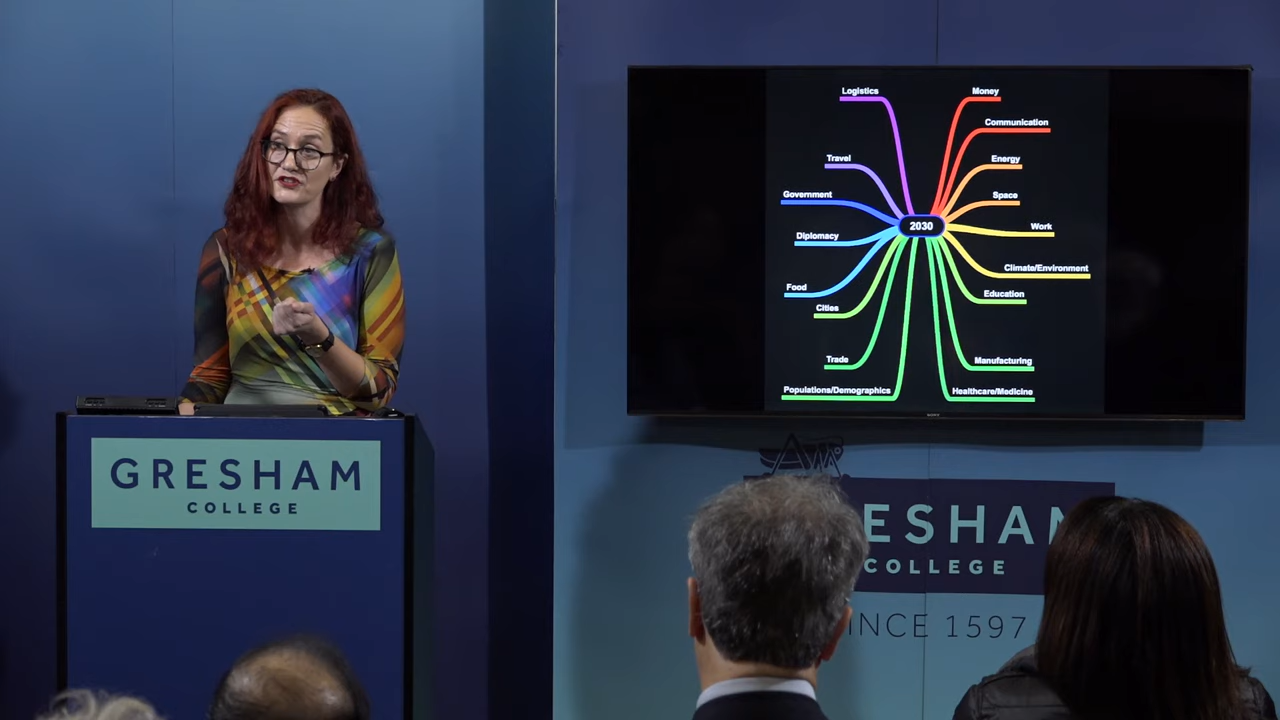 Logistics
Money
Communication
Travel
Energy
Government
Space
2030
Work
Diplomacy
Climate/Environment
Food
Education
Cities
Trade
Manufacturing
Populations/Demographics
Healthcare/Medicine
SONY
GRESHAM
COLLEGE
ESHAM
COLLEGE
INCE 1597